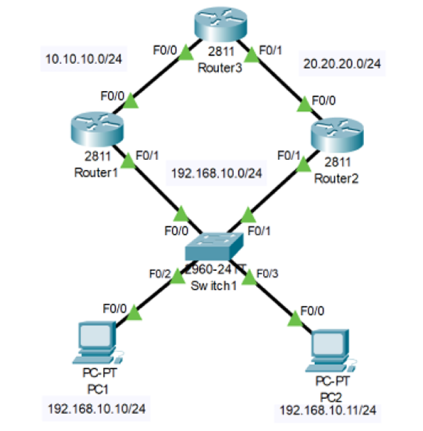 F0/0
2811
Router3
F0/1
10.10.10.0/24
20.20.20.0/24
F0/0
F0/0
2811
Router1
F0/1
192.168.10.0/24
F0/1
2811
Router2
F0/0
F0/1
2960-24TT
Switch1
F0/2
F0/3
F0/0
F0/0
PC-PT
PC1
192.168.10.10/24
PC-PT
PC2
192.168.10.11/24